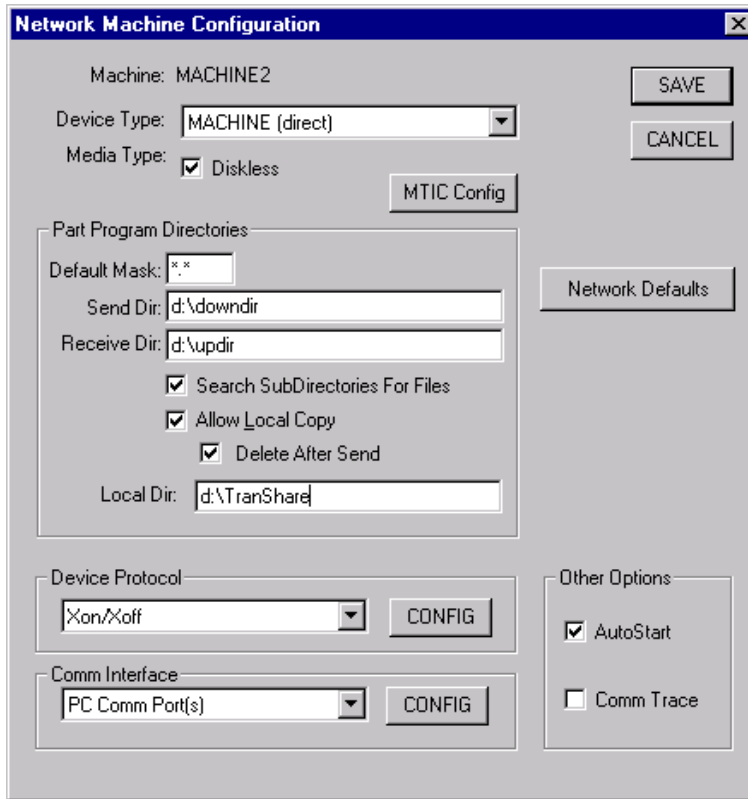 Network Machine Configuration
Machine: MACHINE2
SAVE
Device Type: MACHINE (direct)
CANCEL
Media Type: Diskless
MTIC Config
Part Program Directories
Default Mask: *.*
Network Defaults
Send Dir: d:\downdir
Receive Dir: d:\updir
Search SubDirectories For Files
Allow Local Copy
Delete After Send
Local Dir: d:\TranShare
Device Protocol
Xon/Xoff CONFIG
Comm Interface
PC Comm Port(s) CONFIG
Other Options
AutoStart
Comm Trace